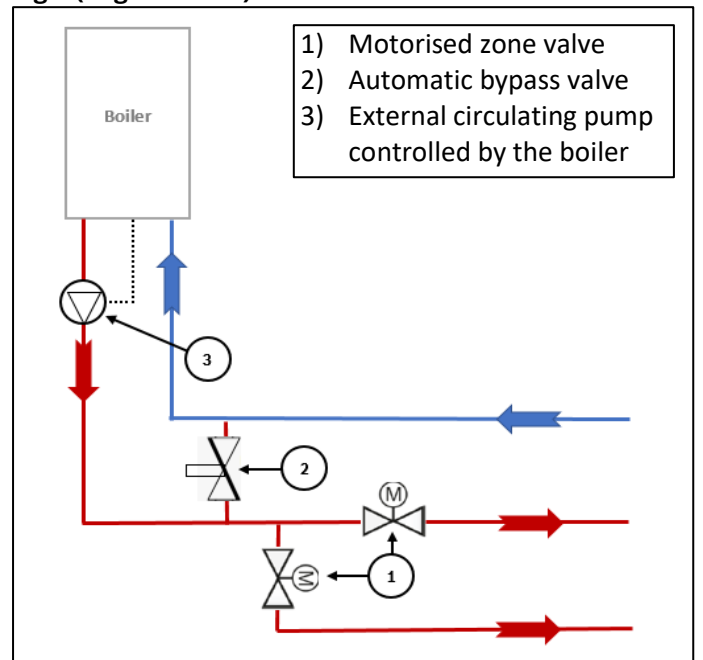 1) Motorised zone valve
2) Automatic bypass valve
3) External circulating pump
controlled by the boiler
Boiler
3
2
M
1
M